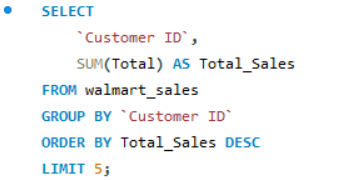 SELECT
`Customer ID`,
SUM(Total) AS Total_Sales
FROM walmart_sales
GROUP BY `Customer ID`
ORDER BY Total_Sales DESC
LIMIT 5;